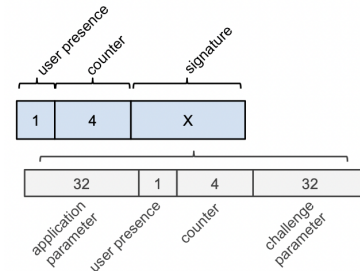 user presence
counter
signature
1 4 X
32 1 4 32
application
parameter
user presence
counter
challenge
parameter